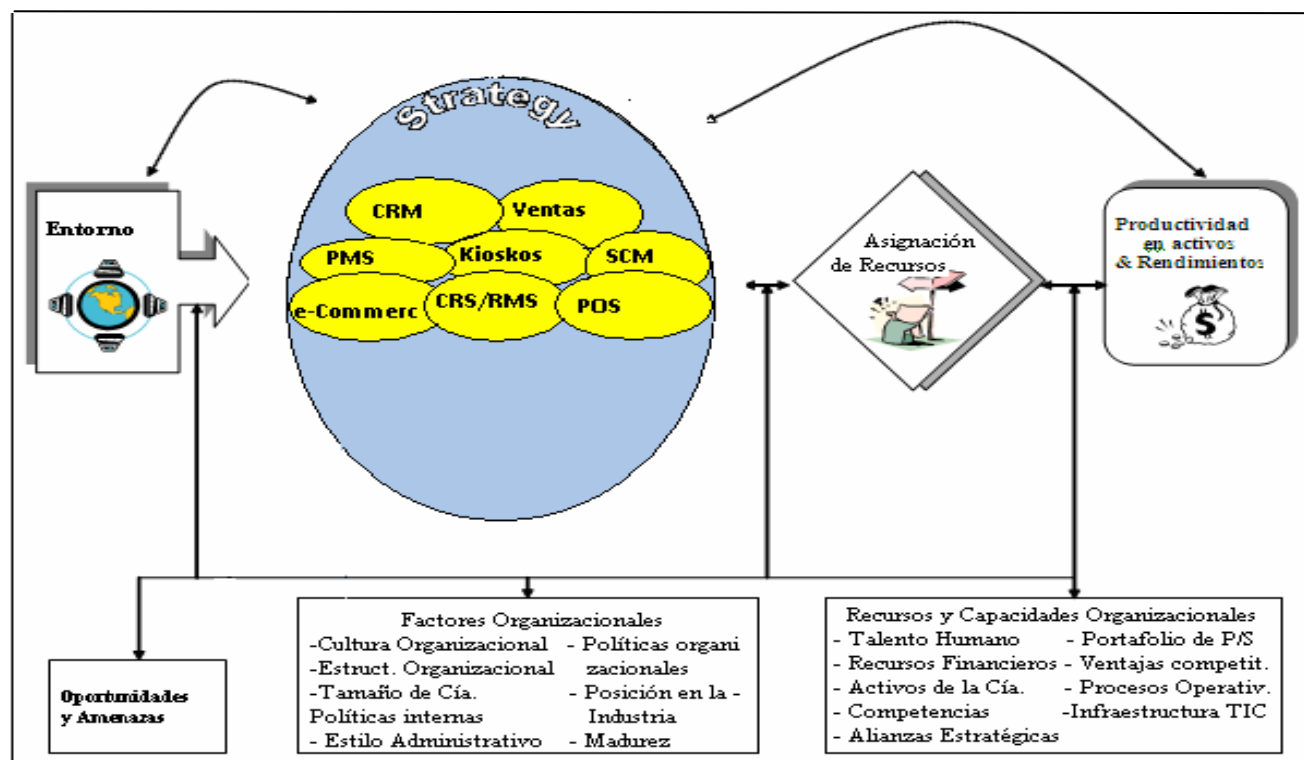 Strategy
CRM
Ventas
Entorno
PMS
Kioskos
SCM
e-Commerc
CRS/RMS
POS
Asignación
de Recursos
Productividad
en activos
& Rendimientos
$
Oportunidades
y Amenazas
Factores Organizacionales
-Cultura Organizacional
-Estruct. Organizacional
-Tamaño de Cía.
Políticas internas
- Estilo Administrativo
- Políticas organi
zacionales
- Posición en la -
Industria
- Madurez
Recursos y Capacidades Organizacionales
- Talento Humano
- Recursos Financieros
- Activos de la Cía.
- Competencias
- Alianzas Estratégicas
- Portafolio de P/S
- Ventajas competit.
- Procesos Operativ.
-Infraestructura TIC